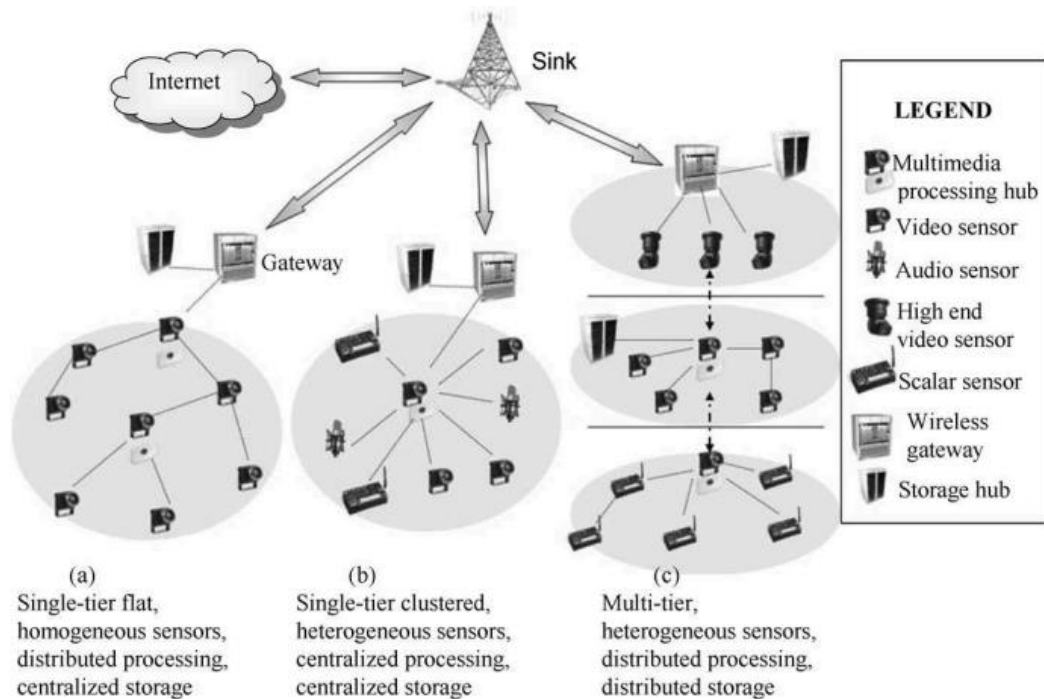 Internet
Sink
Gateway
LEGEND
Multimedia
processing hub
Video sensor
Audio sensor
High end
video sensor
Scalar sensor
Wireless
gateway
Storage hub
(a)
Single-tier flat,
homogeneous sensors,
distributed processing,
centralized storage
(b)
Single-tier clustered,
heterogeneous sensors,
centralized processing,
centralized storage
(c)
Multi-tier,
heterogeneous sensors,
distributed processing,
distributed storage